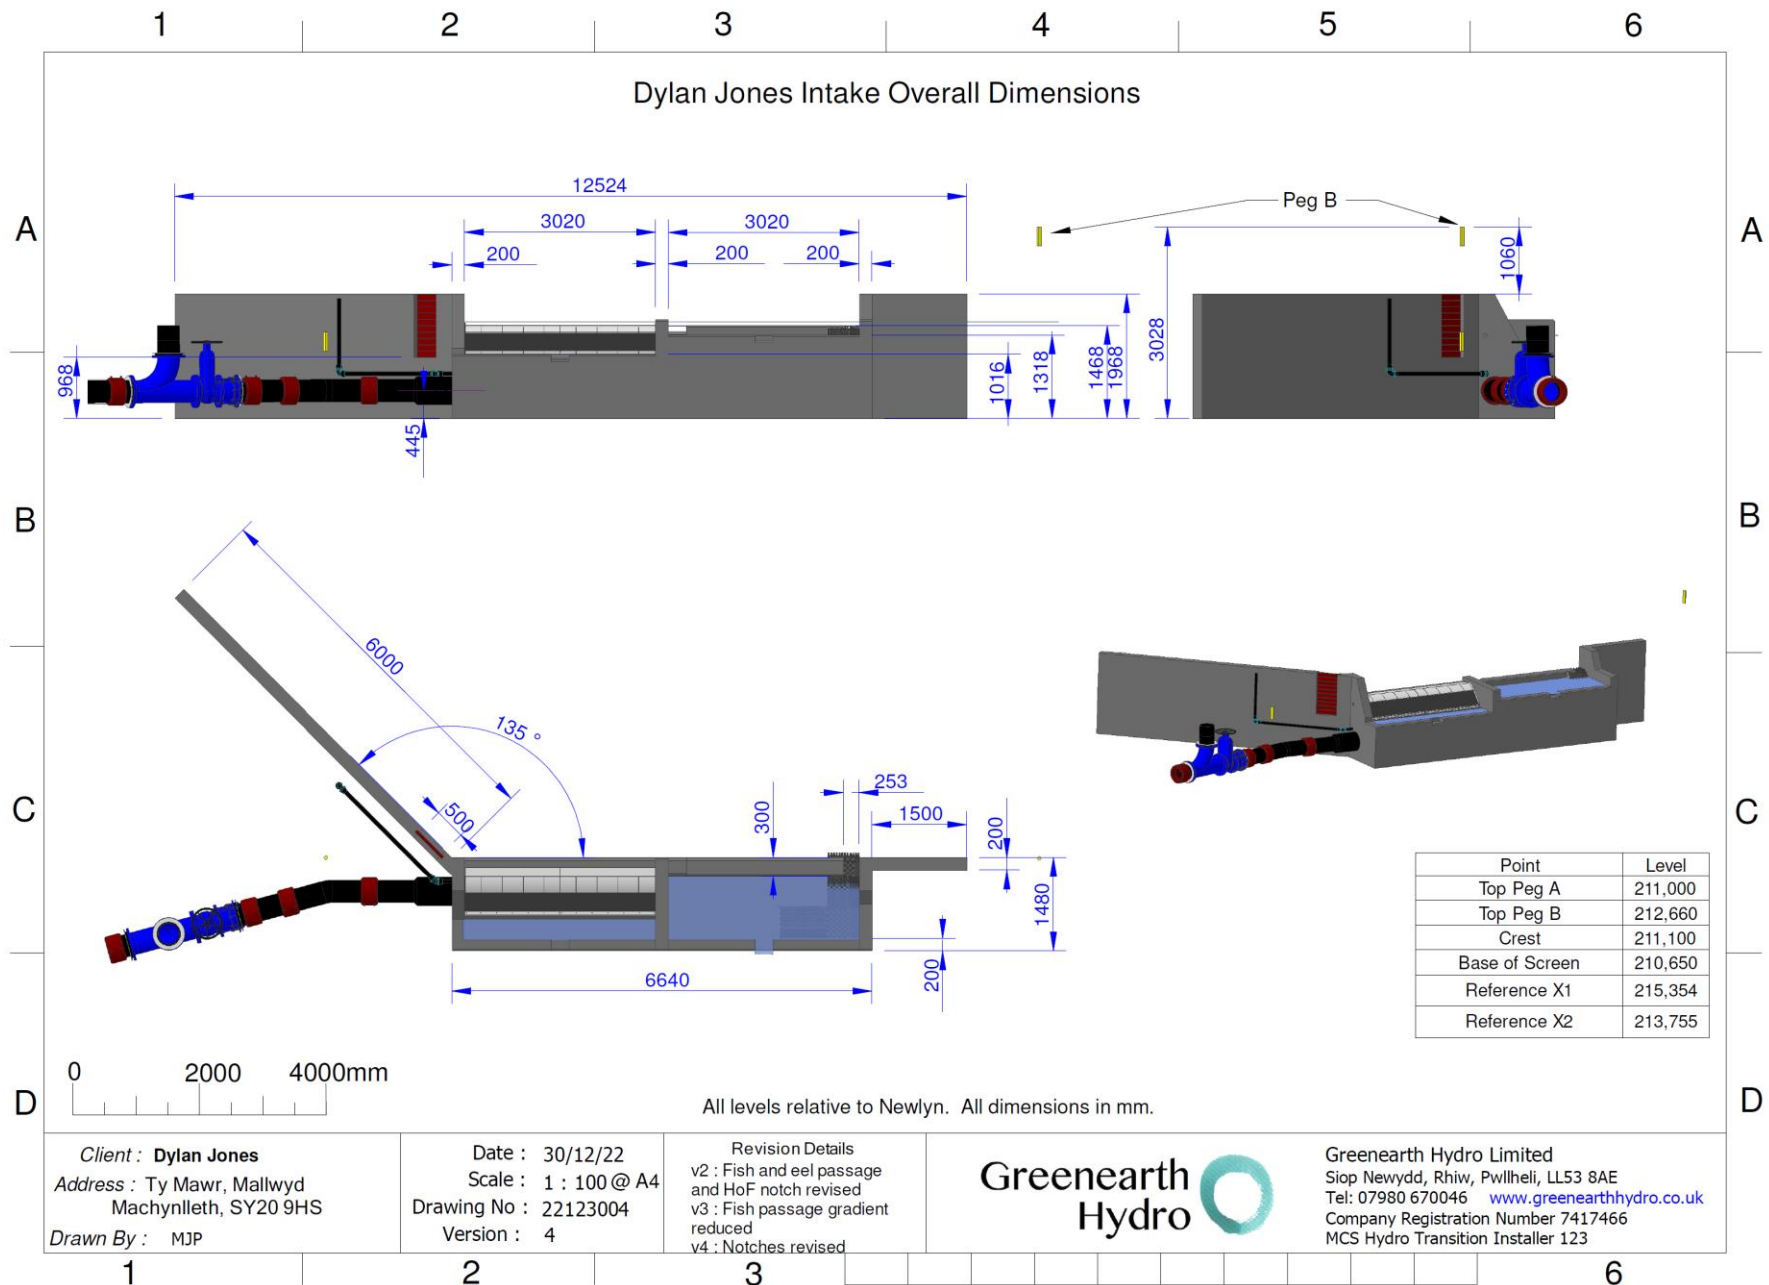 1 2 3 4 5 6
Dylan Jones Intake Overall Dimensions
A
A
12524
3020
3020
200
200
200
Peg B
1060
3028
968
445
1016
1318
1468
1968
B
B
6000
135 °
500
253
300
1500
200
1480
200
6640
C
C
Point Level
Top Peg A 211,000
Top Peg B 212,660
Crest 211,100
Base of Screen 210,650
Reference X1 215,354
Reference X2 213,755
0 2000 4000mm
D
D
All levels relative to Newlyn. All dimensions in mm.
Client : Dylan Jones
Address : Ty Mawr, Mallwyd
Machynlleth, SY20 9HS
Drawn By : MJP
Date : 30/12/22
Scale : 1 : 100 @ A4
Drawing No : 22123004
Version : 4
Revision Details
v2 : Fish and eel passage
and HoF notch revised
v3 : Fish passage gradient
reduced
v4 : Notches revised
Greenearth
Hydro
Greenearth Hydro Limited
Siop Newydd, Rhiw, Pwllheli, LL53 8AE
Tel: 07980 670046 www.greenearthhydro.co.uk
Company Registration Number 7417466
MCS Hydro Transition Installer 123
1 2 3 6